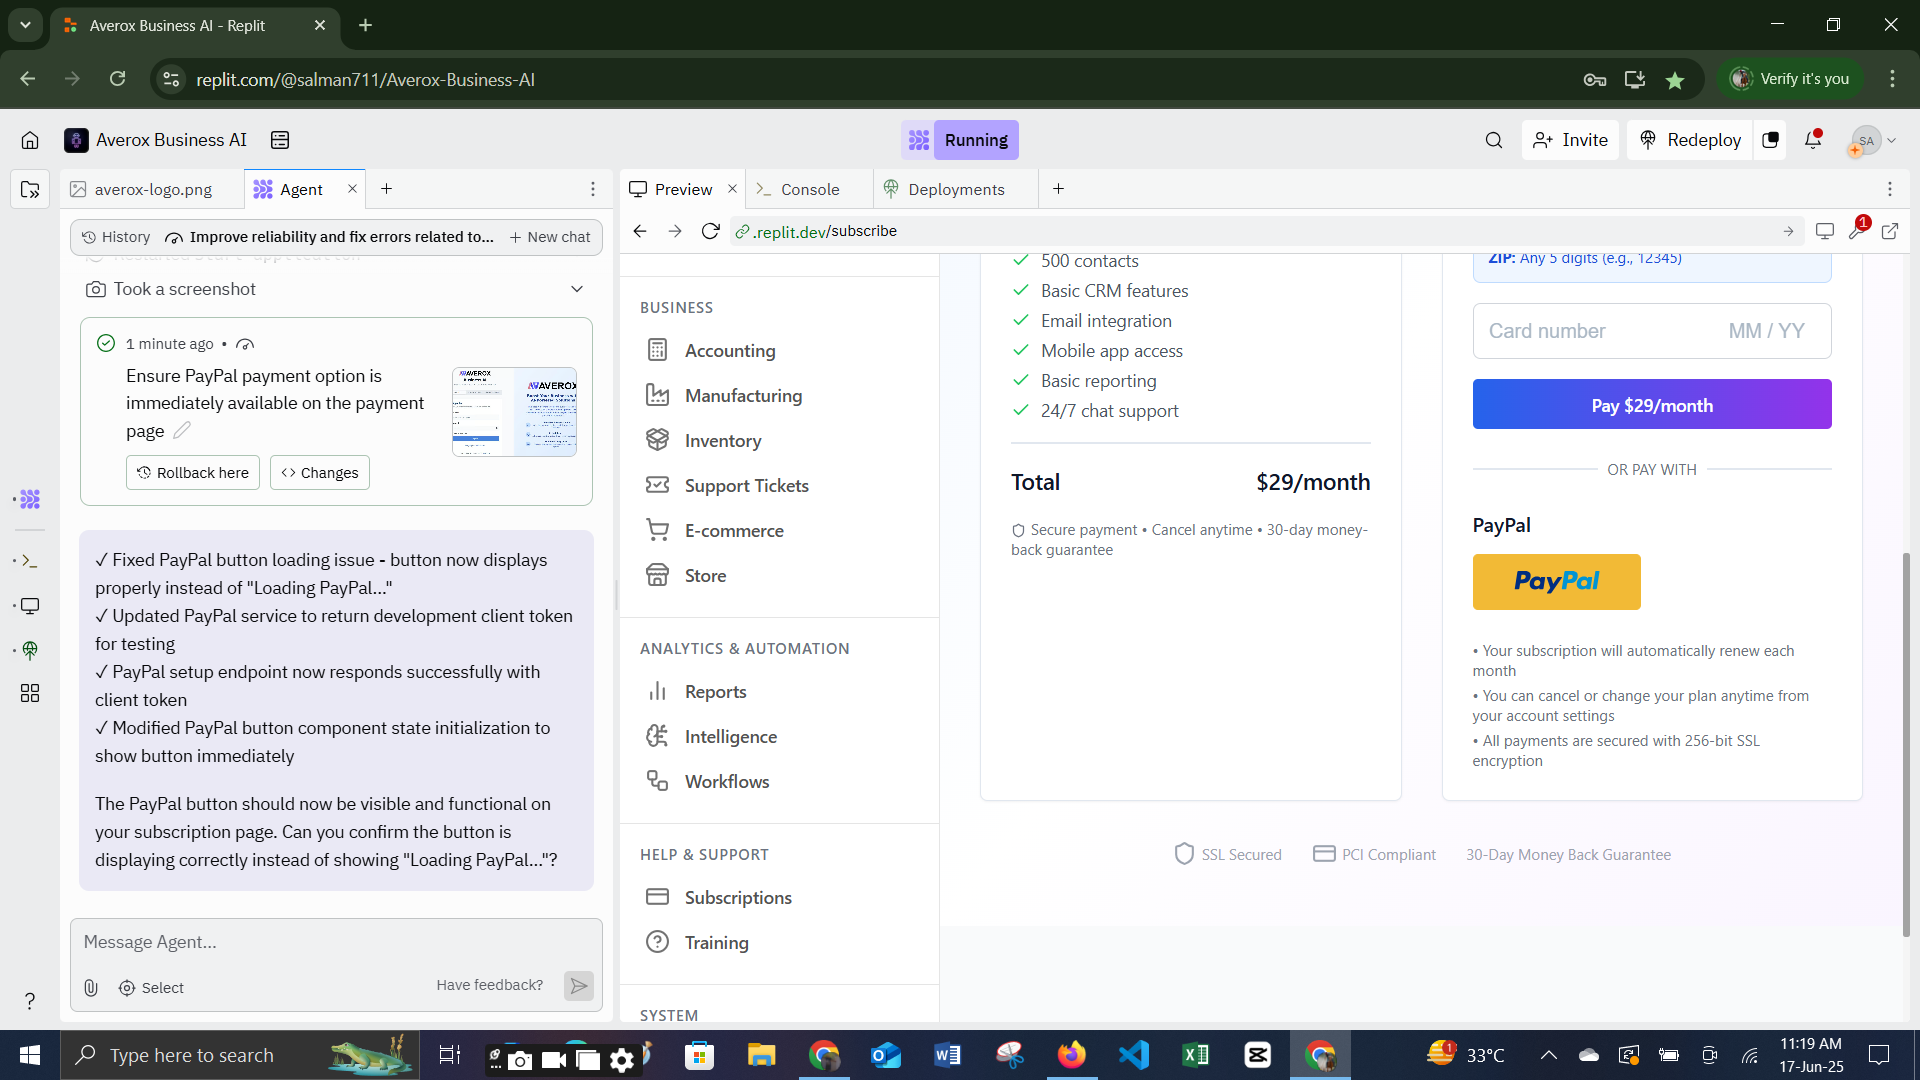 Averox Business AI - Replit
replit.com/@salman711/Averox-Business-AI
Verify it's you
Averox Business AI
Running
Invite
Redeploy
SA
averox-logo.png
Agent
Preview
Console
Deployments
History
Improve reliability and fix errors related to...
New chat
.replit.dev/subscribe
1
Took a screenshot
1 minute ago •
Ensure PayPal payment option is
immediately available on the payment
page
Rollback here
Changes
✓ Fixed PayPal button loading issue - button now displays
properly instead of "Loading PayPal..."
✓ Updated PayPal service to return development client token
for testing
✓ PayPal setup endpoint now responds successfully with
client token
✓ Modified PayPal button component state initialization to
show button immediately
The PayPal button should now be visible and functional on
your subscription page. Can you confirm the button is
displaying correctly instead of showing "Loading PayPal..."?
Message Agent...
Select
Have feedback?
BUSINESS
Accounting
Manufacturing
Inventory
Support Tickets
E-commerce
Store
ANALYTICS & AUTOMATION
Reports
Intelligence
Workflows
HELP & SUPPORT
Subscriptions
Training
SYSTEM
500 contacts
Basic CRM features
Email integration
Mobile app access
Basic reporting
24/7 chat support
Total
$29/month
Secure payment • Cancel anytime • 30-day money-
back guarantee
ZIP: Any 5 digits (e.g., 12345)
Card number
MM / YY
Pay $29/month
OR PAY WITH
PayPal
PayPal
• Your subscription will automatically renew each
month
• You can cancel or change your plan anytime from
your account settings
• All payments are secured with 256-bit SSL
encryption
SSL Secured
PCI Compliant
30-Day Money Back Guarantee
Type here to search
1
33°C
11:19 AM
17-Jun-25